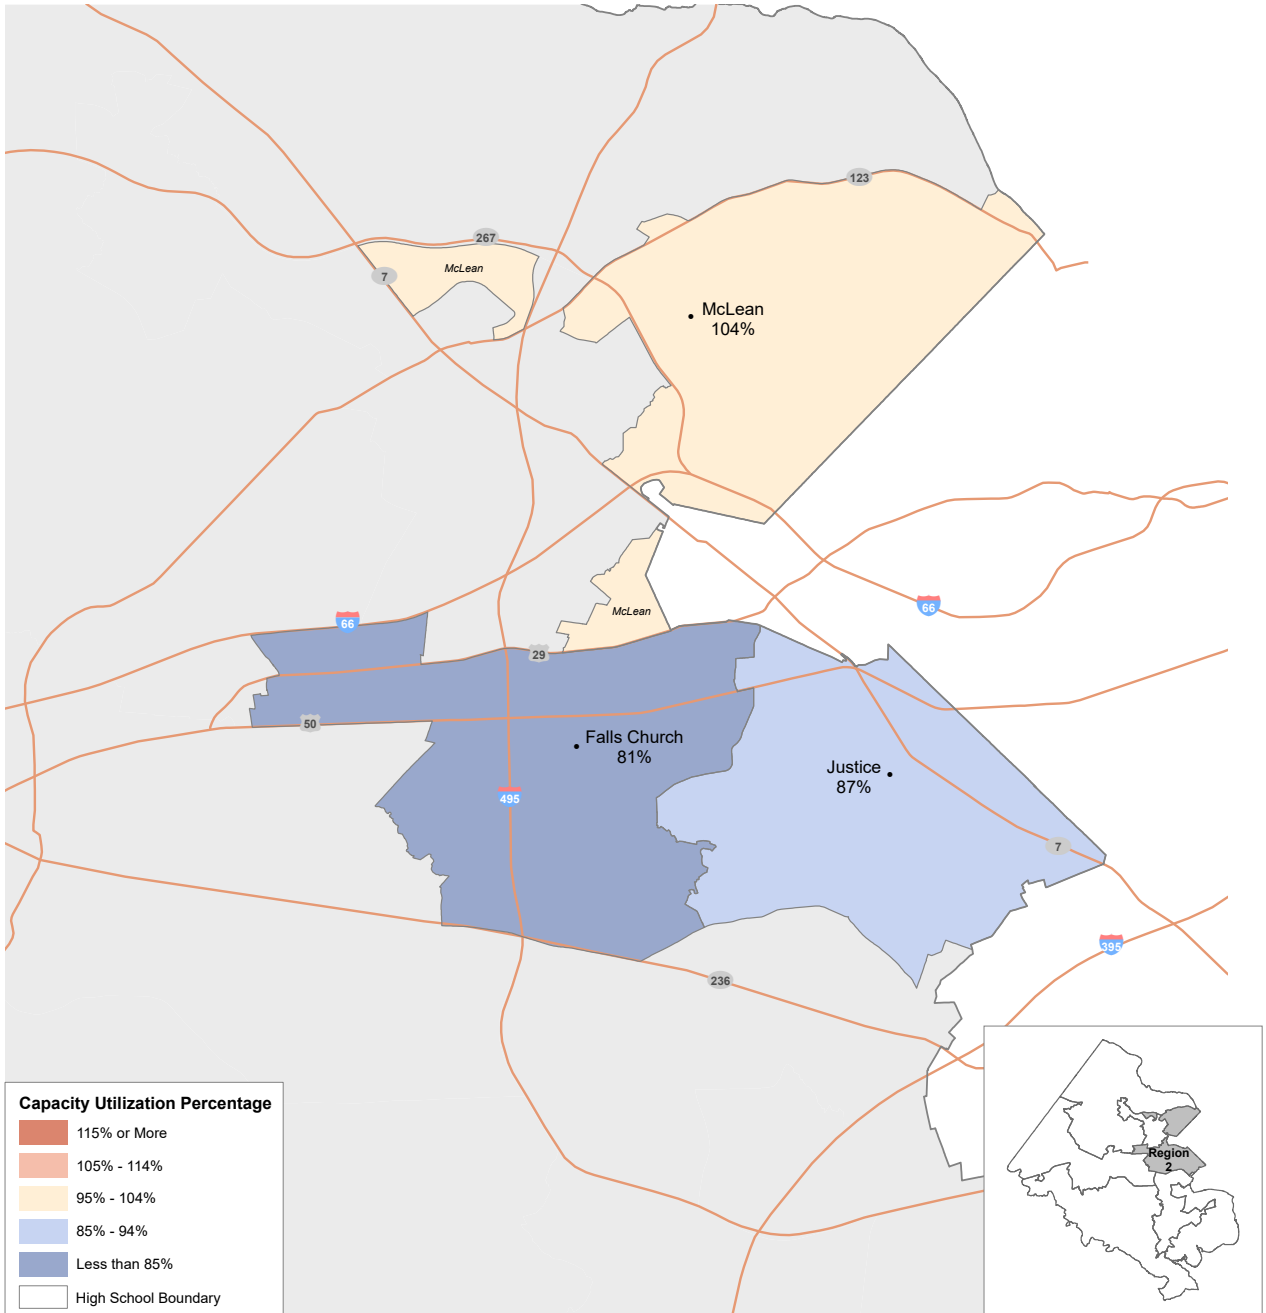 123
267
7
McLean
McLean
104%
66
66
McLean
29
50
Falls Church
81%
Justice
87%
495
7
395
236
Capacity Utilization Percentage
115% or More
105% - 114%
95% - 104%
85% - 94%
Less than 85%
High School Boundary
Region
2